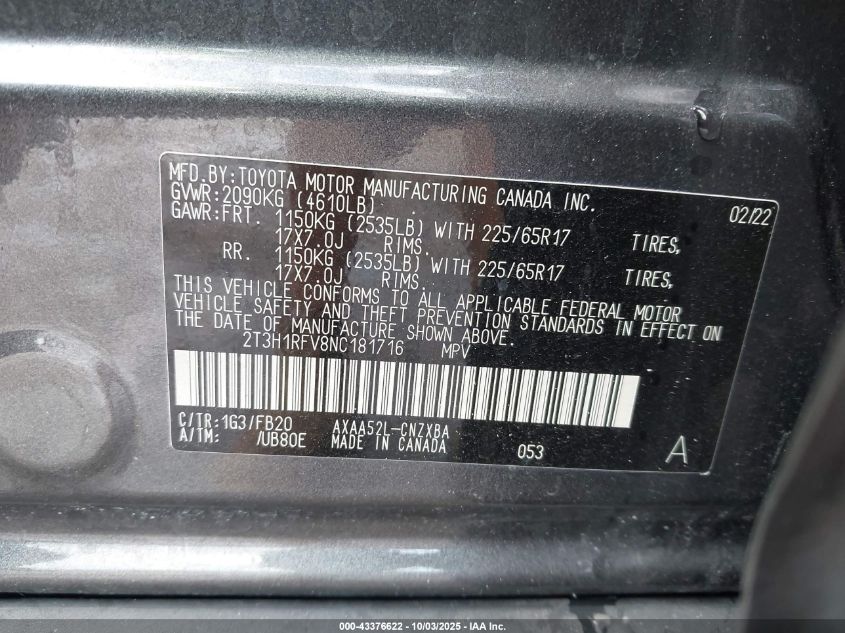 MFD.BY:TOYOTA MOTOR MANUFACTURING CANADA INC. 02/22
GVWR:2090KG (4610LB)
GAWR:FRT. 1150KG (2535LB) WITH 225/65R17 TIRES,
17X7.0J RIMS.
RR. 1150KG (2535LB) WITH 225/65R17 TIRES,
17X7.0J RIMS.
THIS VEHICLE CONFORMS TO ALL APPLICABLE FEDERAL MOTOR
VEHICLE SAFETY AND THEFT PREVENTION STANDARDS IN EFFECT ON
THE DATE OF MANUFACTURE SHOWN ABOVE.
2T3H1RFV8NC181716 MPV
C/TR:1G3/FB20 AXAA52L-CNZXBA
A/TM: /UB80E MADE IN CANADA 053 A
000-43376622 - 10/03/2025 - IAA Inc.